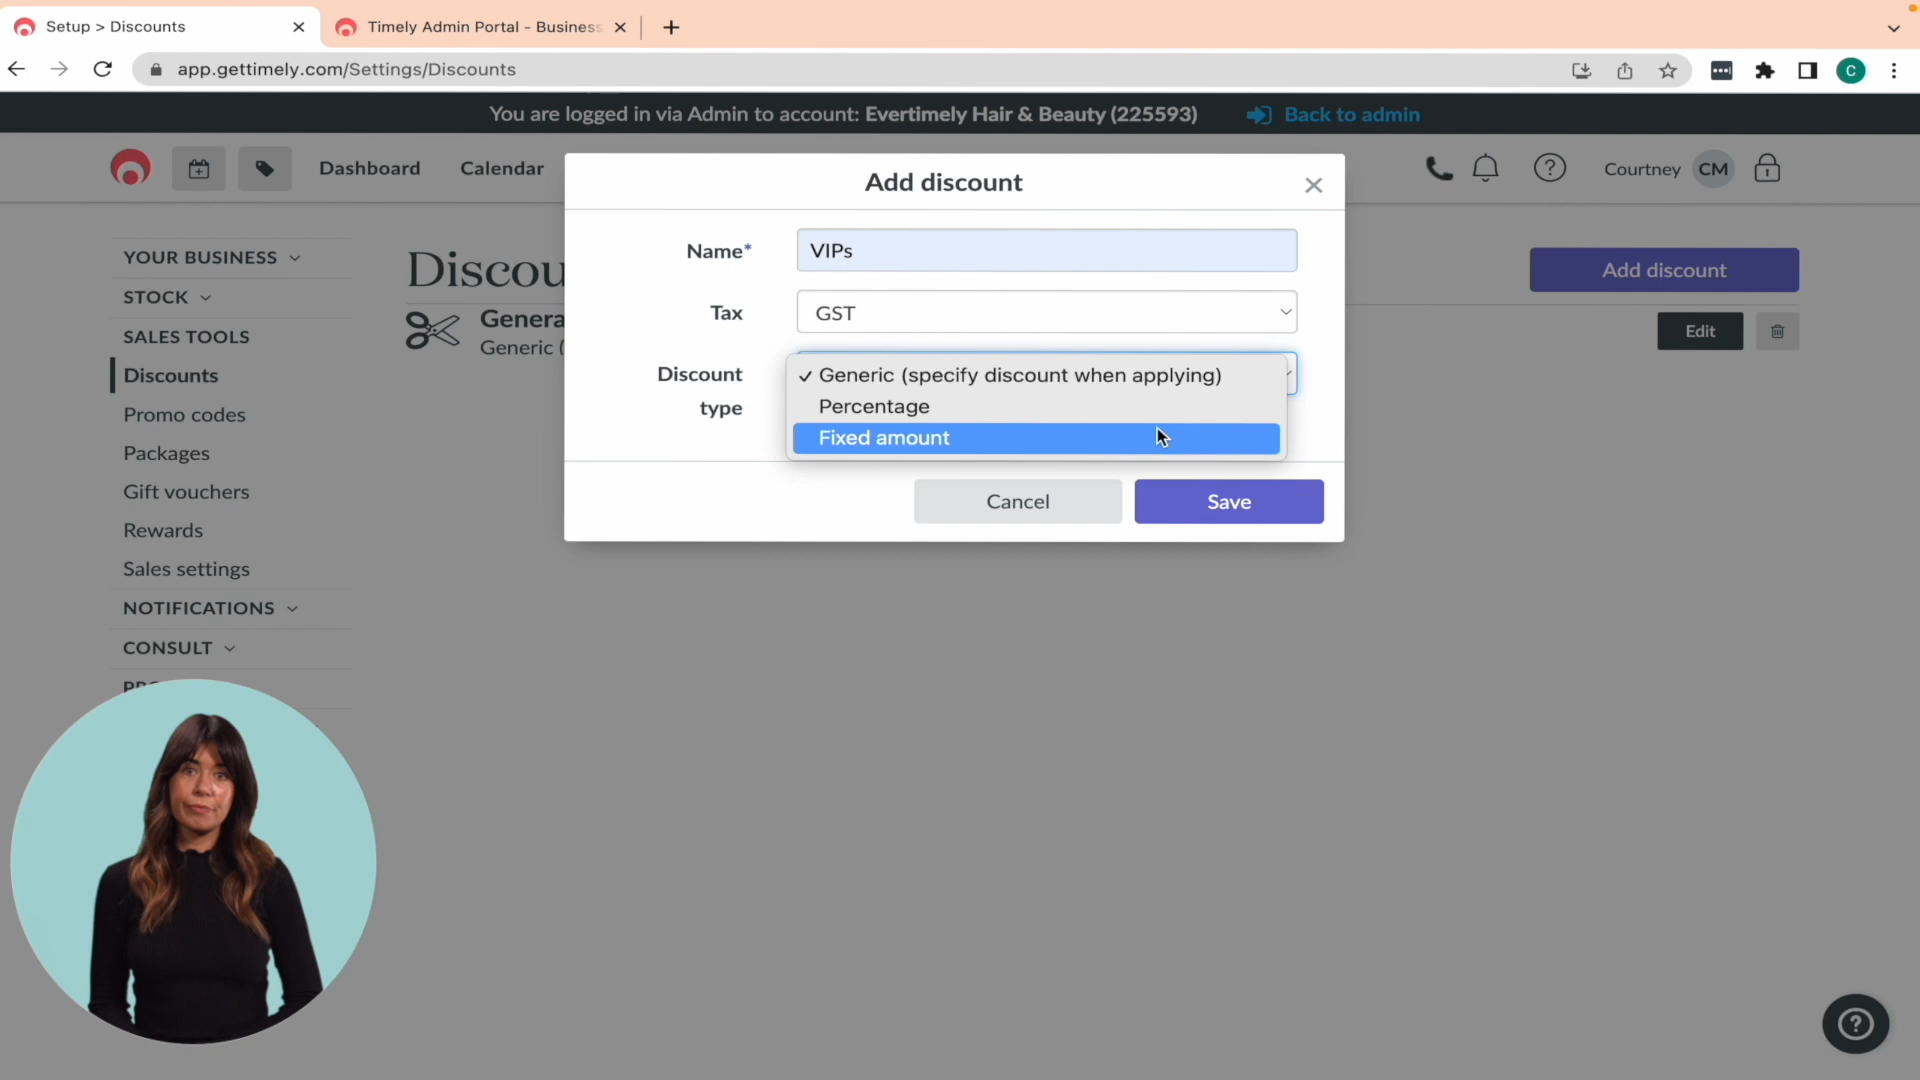 Setup > Discounts
Timely Admin Portal - Business
app.gettimely.com/Settings/Discounts
C
You are logged in via Admin to account: Evertimely Hair & Beauty (225593)
Back to admin
Dashboard
Calendar
Courtney
CM
Add discount
Name*
VIPs
Tax
GST
Discount type
Generic (specify discount when applying)
Percentage
Fixed amount
Cancel
Save
YOUR BUSINESS
STOCK
SALES TOOLS
Discounts
Promo codes
Packages
Gift vouchers
Rewards
Sales settings
NOTIFICATIONS
CONSULT
Discou
Add discount
Genera
Generic (
Edit